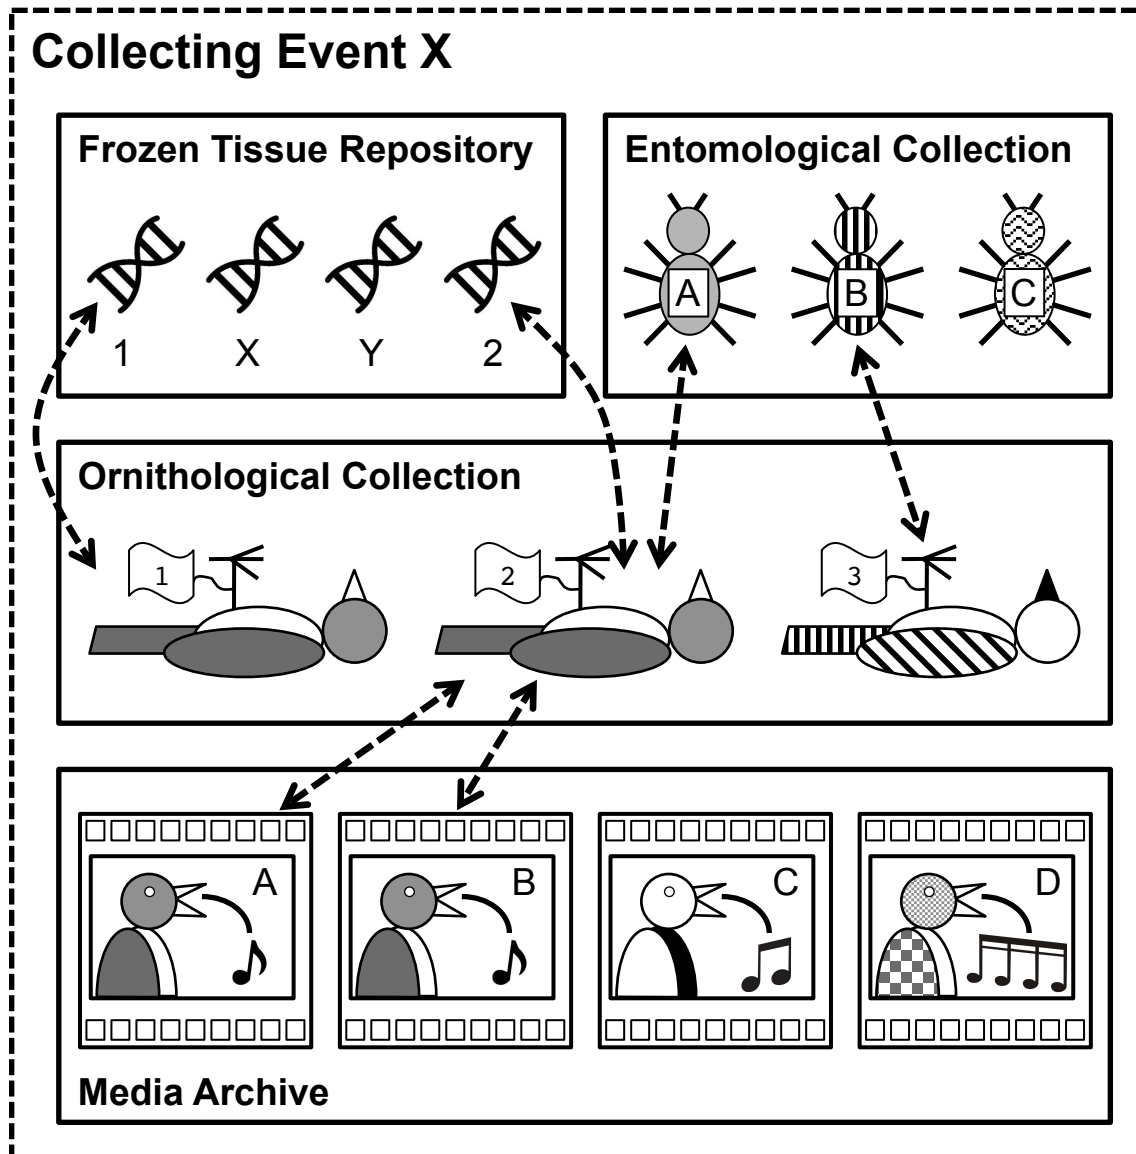 Collecting Event X
Frozen Tissue Repository
1 X Y 2
Entomological Collection
A B C
Ornithological Collection
1 2 3
A B C D
Media Archive